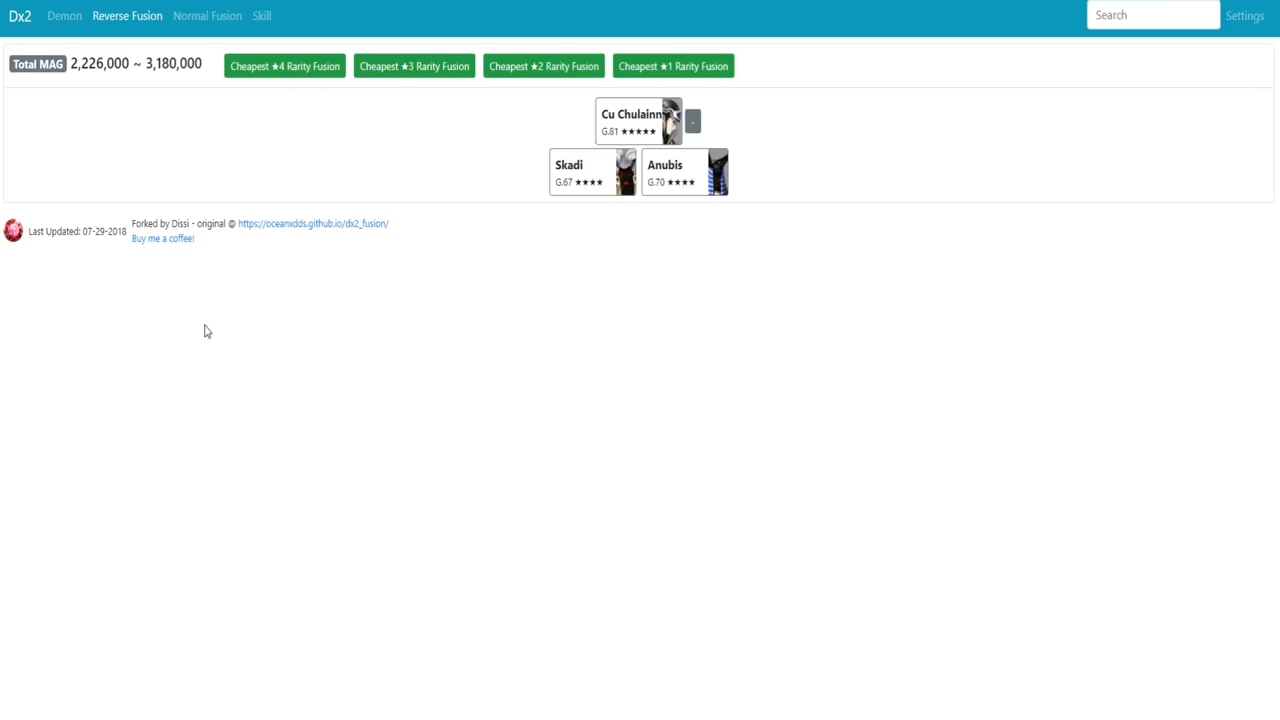 Dx2 Demon Reverse Fusion Normal Fusion Skill Search Settings
Total MAG 2,226,000 ~ 3,180,000 Cheapest ★4 Rarity Fusion Cheapest ★3 Rarity Fusion Cheapest ★2 Rarity Fusion Cheapest ★1 Rarity Fusion
Cu Chulainn
G.81 ★★★★★
-
Skadi
G.67 ★★★★
Anubis
G.70 ★★★★
Last Updated: 07-29-2018
Forked by Dissi - original @ https://oceanxdds.github.io/dx2_fusion/
Buy me a coffee!